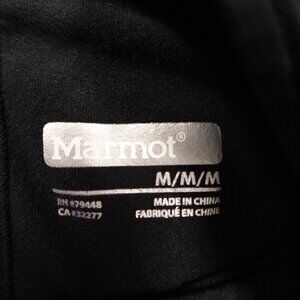 Marmot®
M/M/M
RN #79448
MADE IN CHINA
CA #32277
FABRIQUÉ EN CHINE